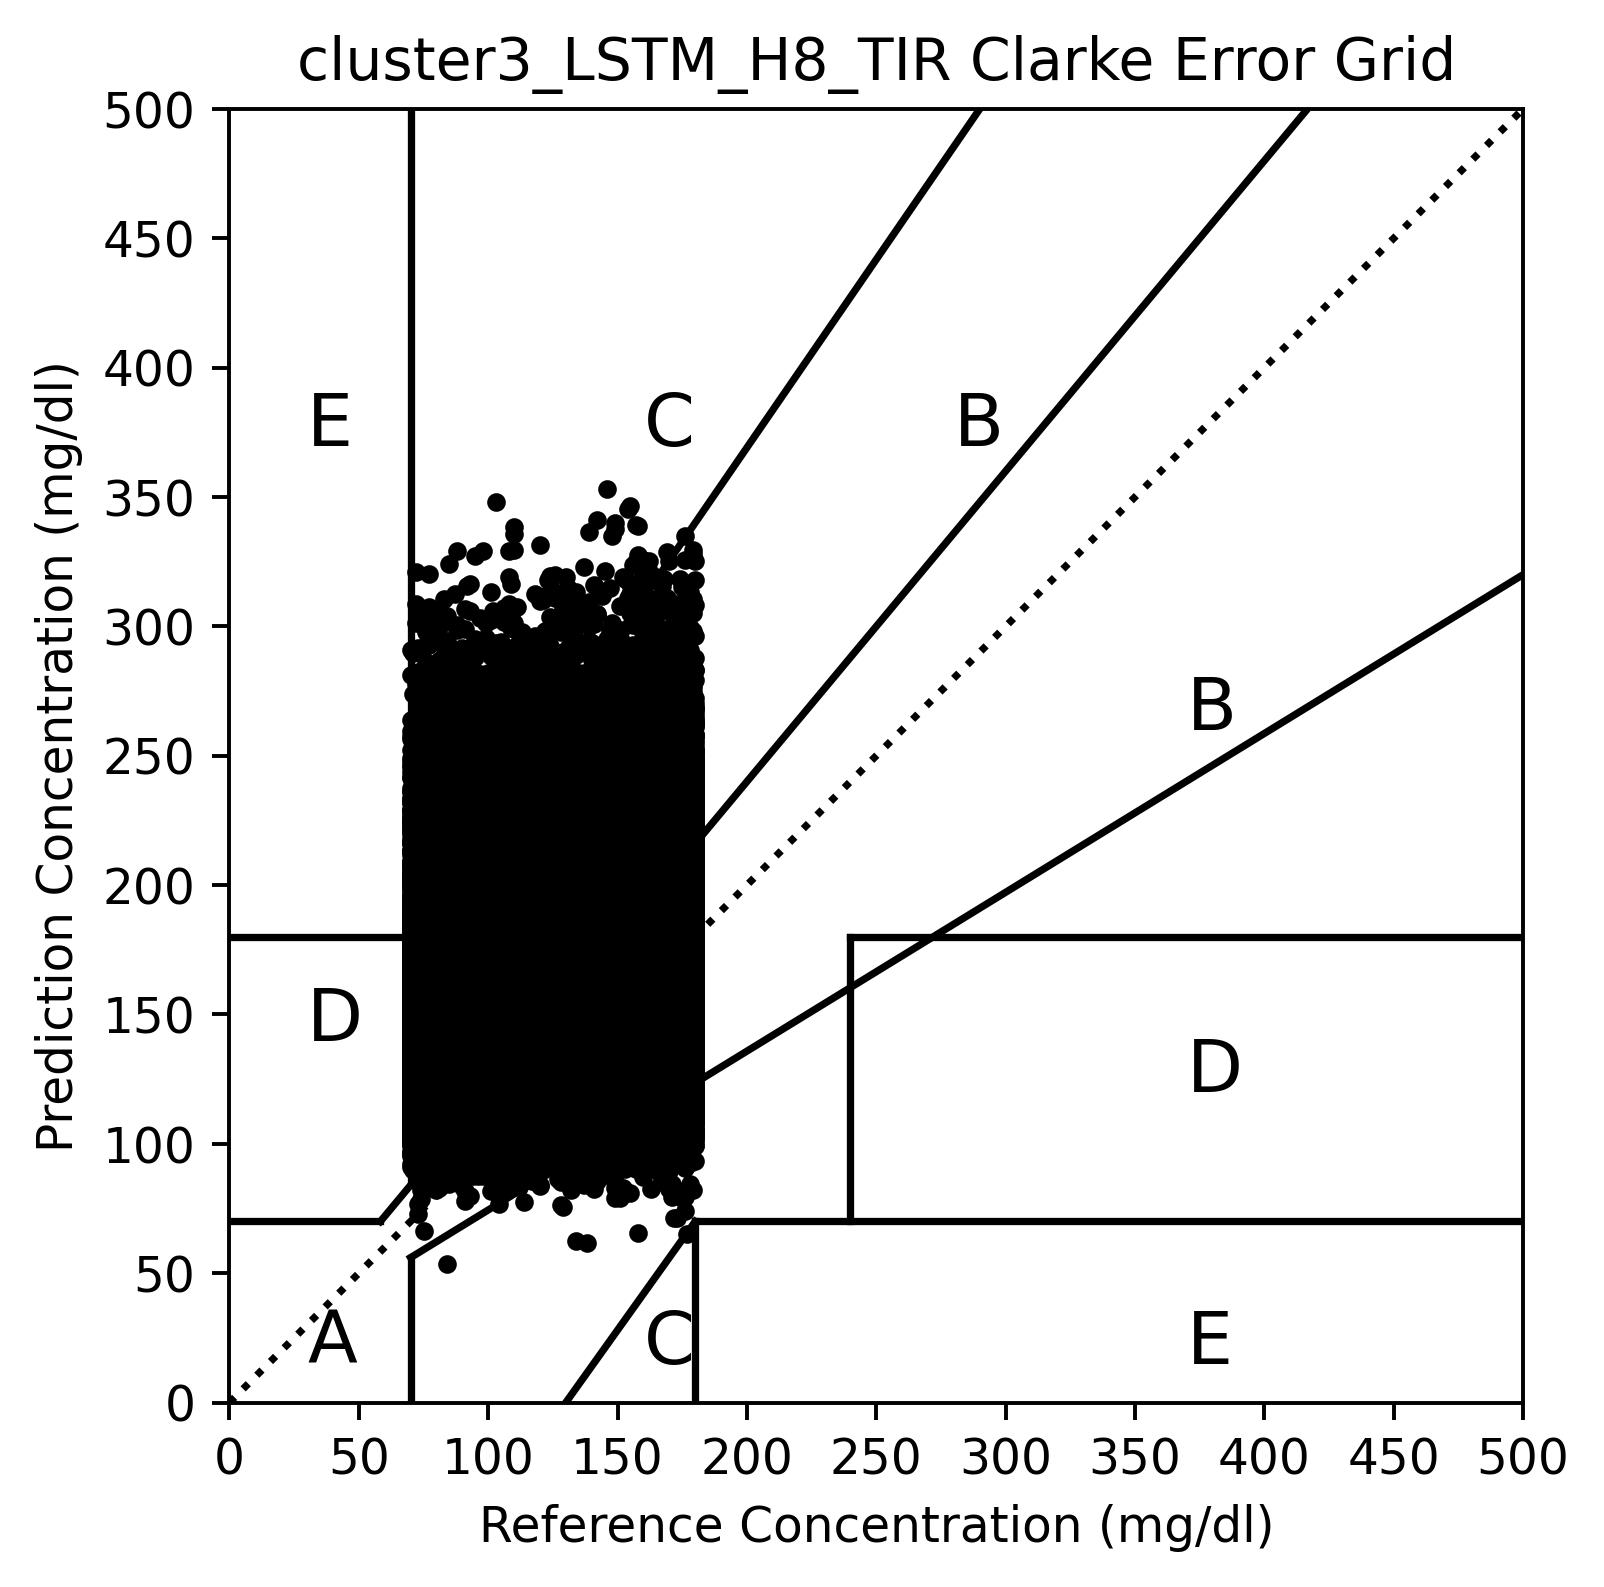 cluster3_LSTM_H8_TIR Clarke Error Grid
500
450
400
350
300
250
200
150
100
50
0
Prediction Concentration (mg/dl)
E
C
B
B
D
D
A
C
E
0 50 100 150 200 250 300 350 400 450 500
Reference Concentration (mg/dl)